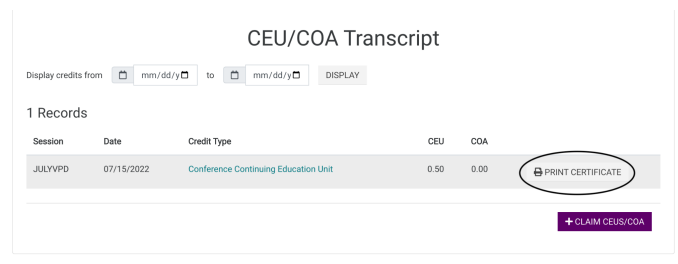 CEU/COA Transcript
Display credits from mm/dd/y to mm/dd/y DISPLAY
1 Records
Session Date Credit Type CEU COA
JULYVPD 07/15/2022 Conference Continuing Education Unit 0.50 0.00 PRINT CERTIFICATE
+ CLAIM CEUS/COA